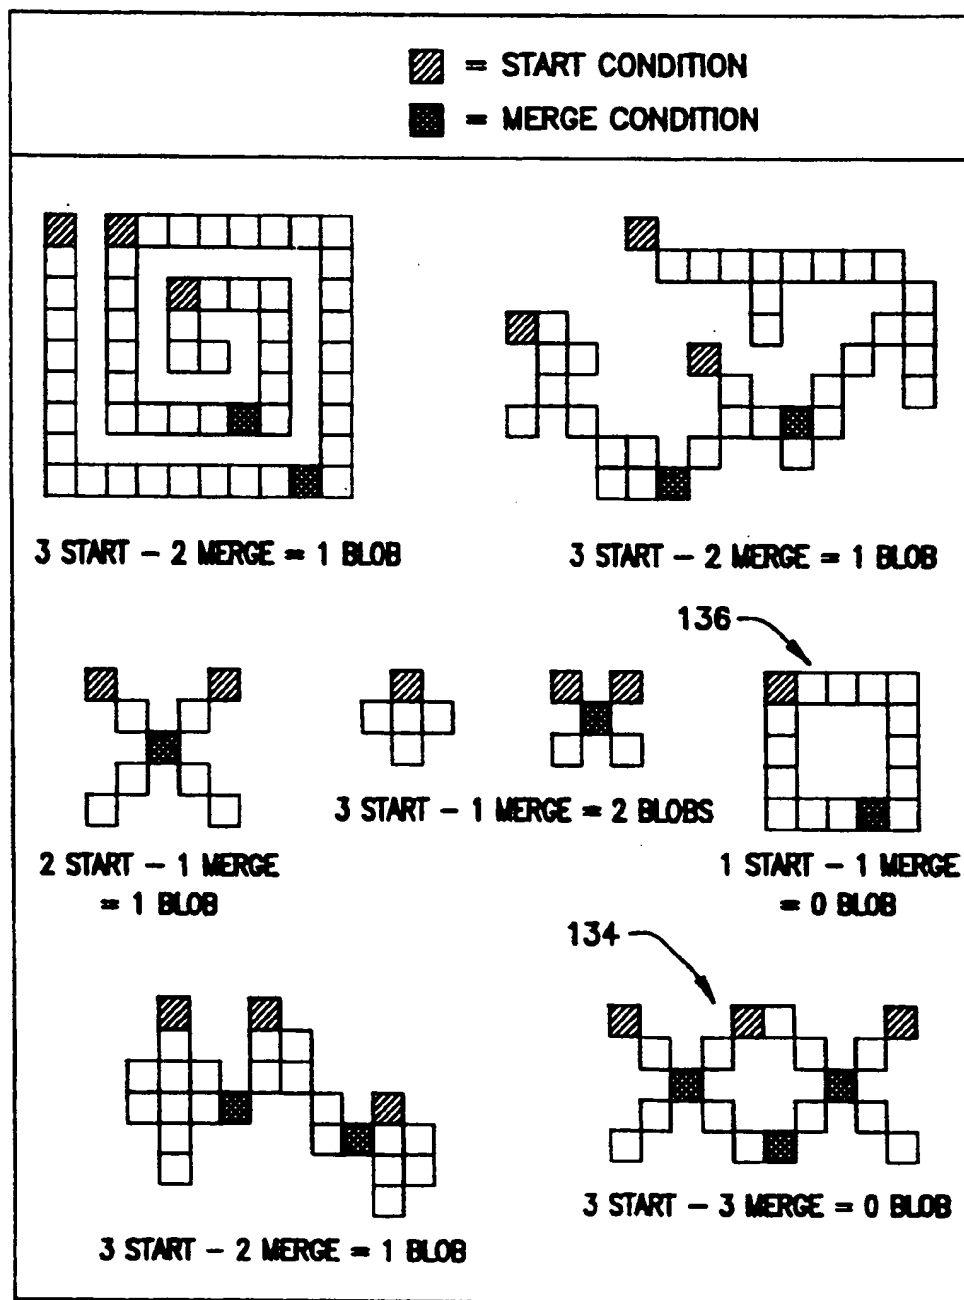 = START CONDITION
= MERGE CONDITION
3 START - 2 MERGE = 1 BLOB
3 START - 2 MERGE = 1 BLOB
136
2 START - 1 MERGE
= 1 BLOB
3 START - 1 MERGE = 2 BLOBS
1 START - 1 MERGE
= 0 BLOB
134
3 START - 2 MERGE = 1 BLOB
3 START - 3 MERGE = 0 BLOB